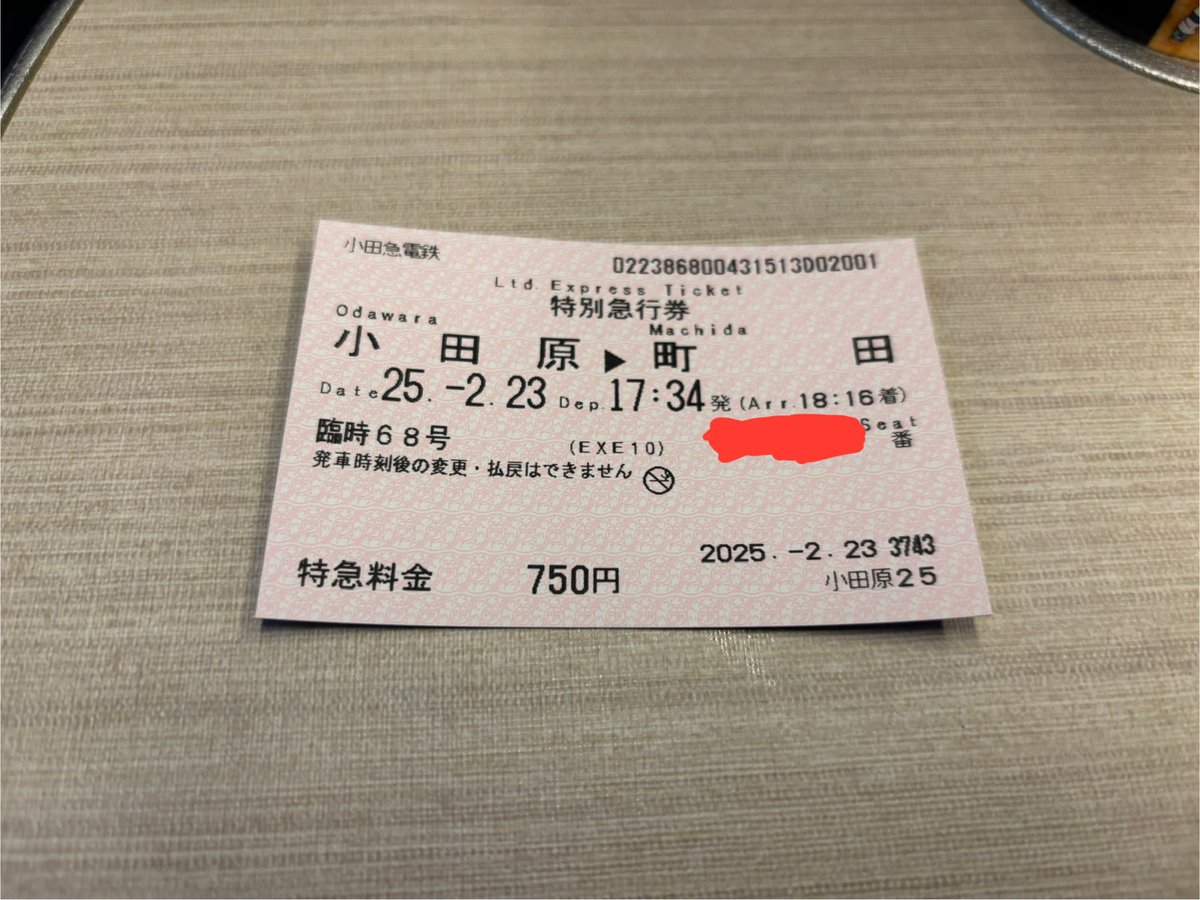 小田急電鉄
022386800431513D02001
Ltd. Express Ticket
特別急行券
Odawara Machida
小田原▶町田
Date 25.-2.23 Dep. 17:34発(Arr.18:16着)
臨時68号 (EXE10) Seat 番
発車時刻後の変更・払戻はできません
2025.-2.23 3743
特急料金 750円 小田原25